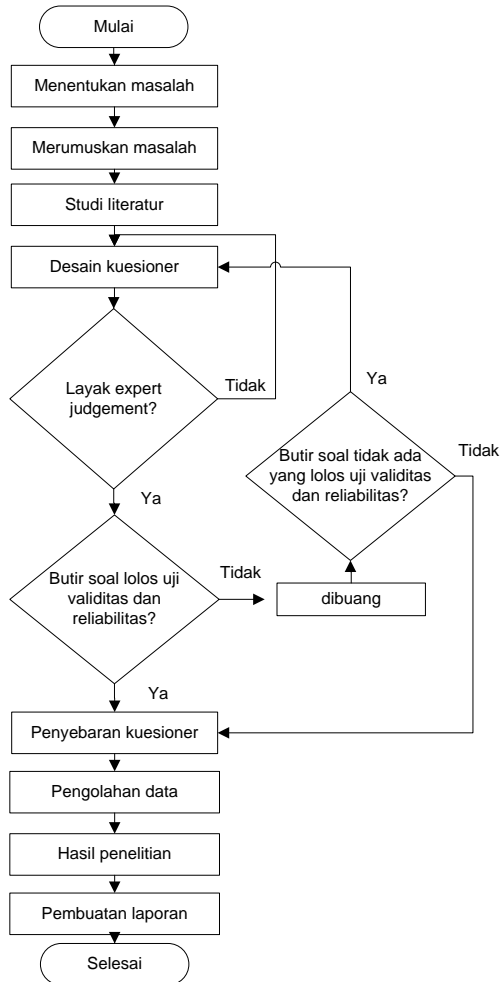 Mulai
Menentukan masalah
Merumuskan masalah
Studi literatur
Desain kuesioner
Layak expert
judgement?
Tidak
Ya
Ya
Butir soal tidak ada
yang lolos uji validitas
dan reliabilitas?
Tidak
Butir soal lolos uji
validitas dan
reliabilitas?
Tidak
dibuang
Ya
Penyebaran kuesioner
Pengolahan data
Hasil penelitian
Pembuatan laporan
Selesai